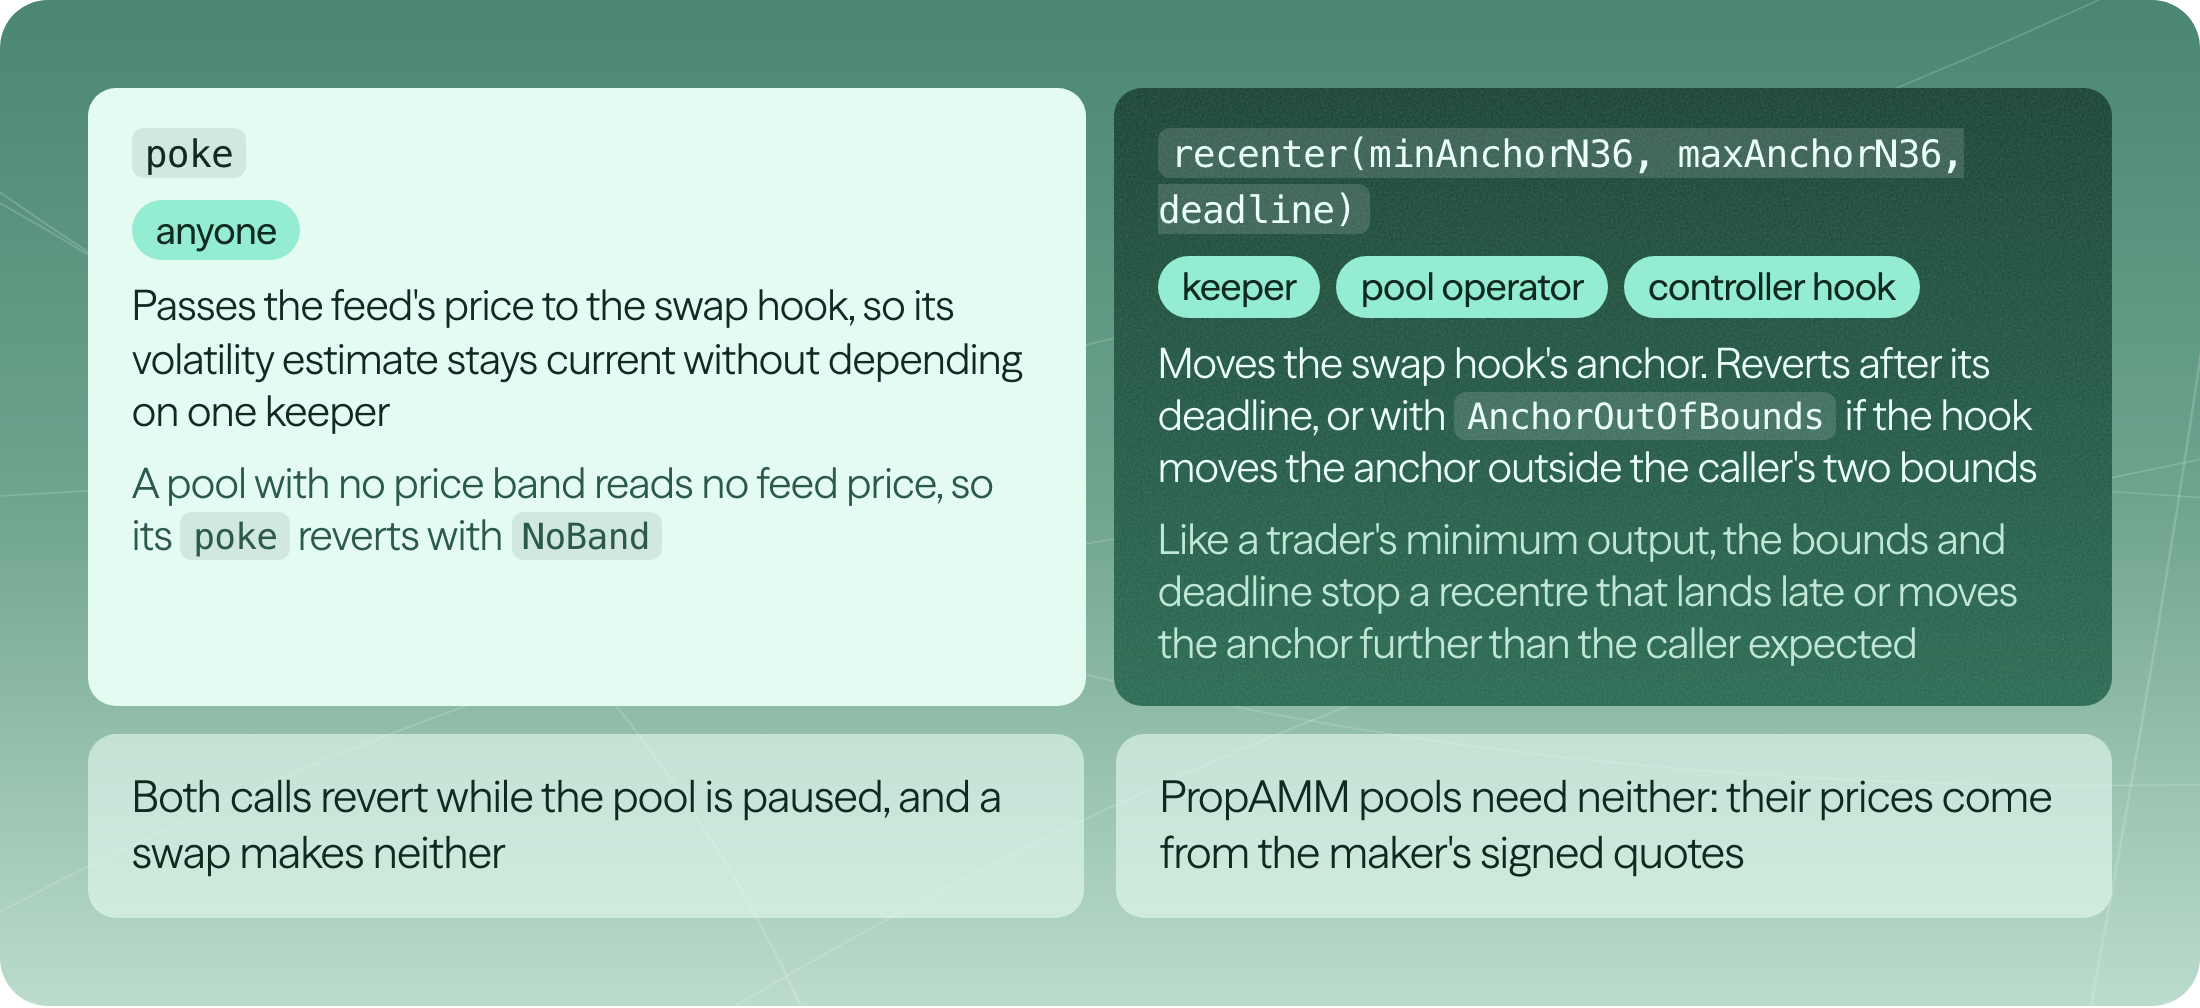 poke
anyone
Passes the feed's price to the swap hook, so its
volatility estimate stays current without depending
on one keeper
A pool with no price band reads no feed price, so
its poke reverts with NoBand
recenter(minAnchorN36, maxAnchorN36,
deadline)
keeper pool operator controller hook
Moves the swap hook's anchor. Reverts after its
deadline, or with AnchorOutOfBounds if the hook
moves the anchor outside the caller's two bounds
Like a trader's minimum output, the bounds and
deadline stop a recentre that lands late or moves
the anchor further than the caller expected
Both calls revert while the pool is paused, and a
swap makes neither
PropAMM pools need neither: their prices come
from the maker's signed quotes